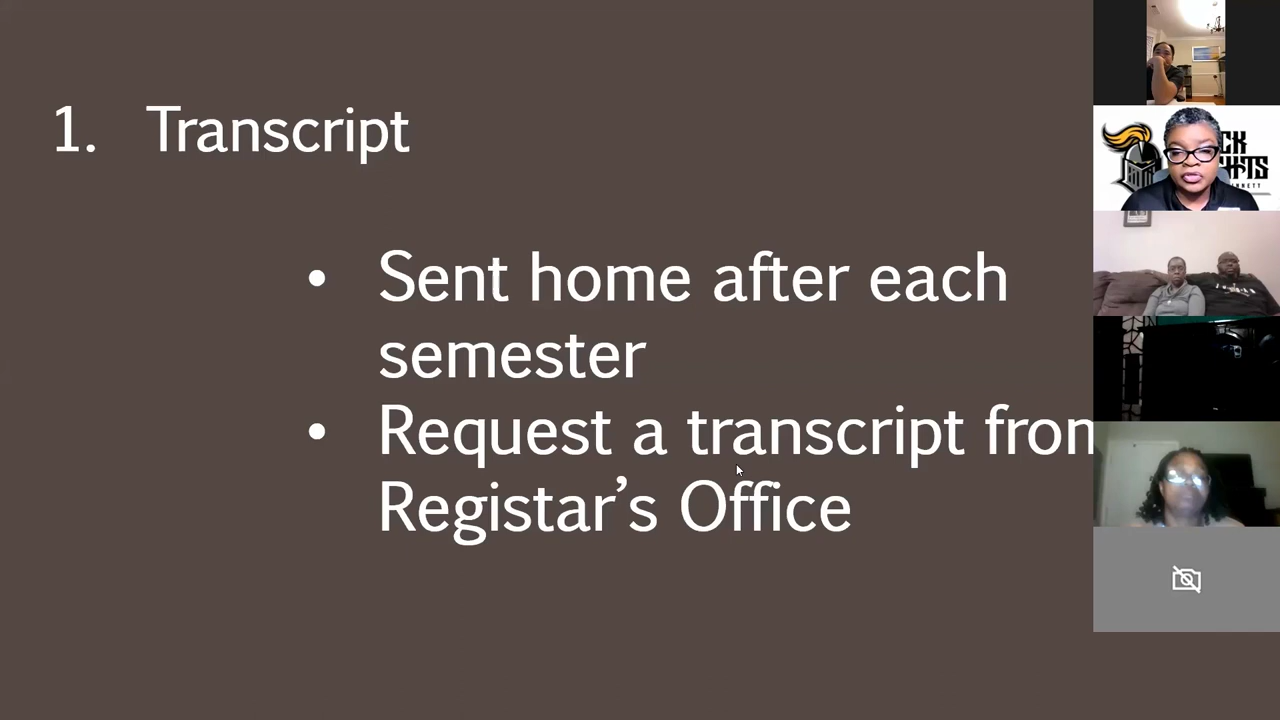 1. Transcript
• Sent home after each
semester
• Request a transcript from
Registar’s Office